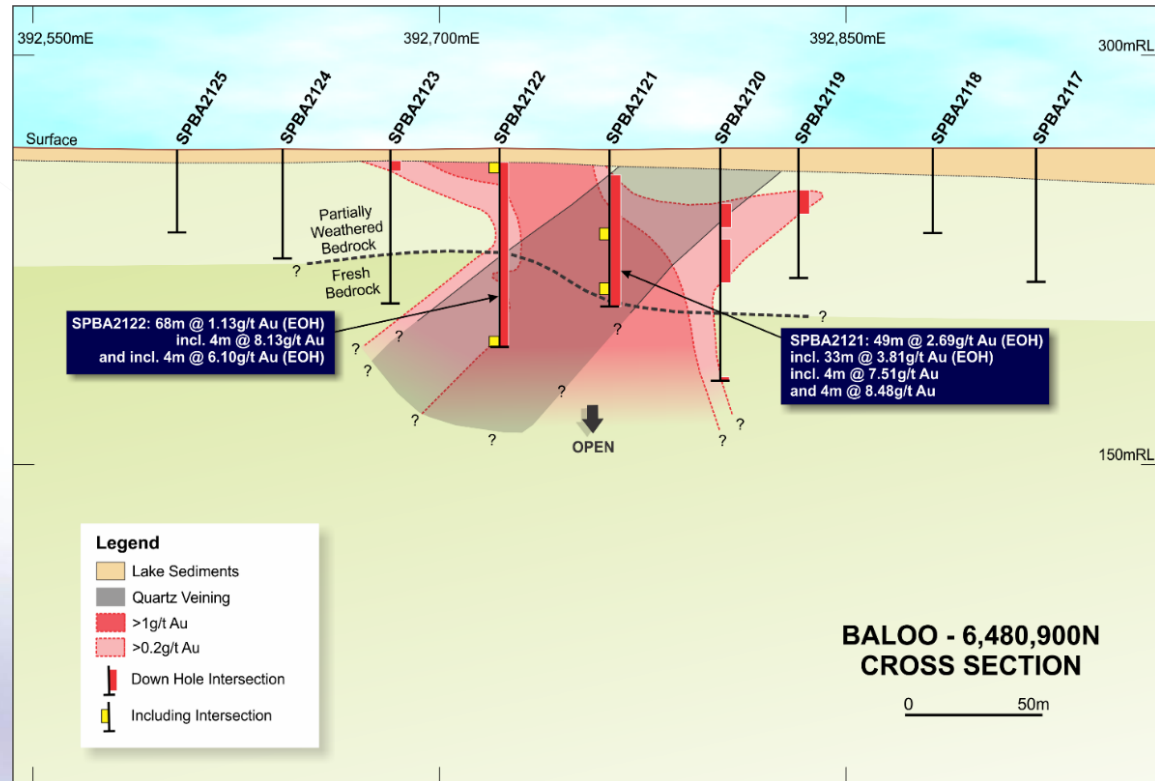 392,550mE
392,700mE
392,850mE
300mRL
SPBA2125
SPBA2124
SPBA2123
SPBA2122
SPBA2121
SPBA2120
SPBA2119
SPBA2118
SPBA2117
Surface
Partially
Weathered
Bedrock
?
Fresh
Bedrock
?
?
?
SPBA2122: 68m @ 1.13g/t Au (EOH)
incl. 4m @ 8.13g/t Au
and incl. 4m @ 6.10g/t Au (EOH)
SPBA2121: 49m @ 2.69g/t Au (EOH)
incl. 33m @ 3.81g/t Au (EOH)
incl. 4m @ 7.51g/t Au
and 4m @ 8.48g/t Au
?
?
?
?
?
?
?
OPEN
150mRL
Legend
Lake Sediments
Quartz Veining
>1g/t Au
>0.2g/t Au
Down Hole Intersection
Including Intersection
BALOO - 6,480,900N
CROSS SECTION
0 50m